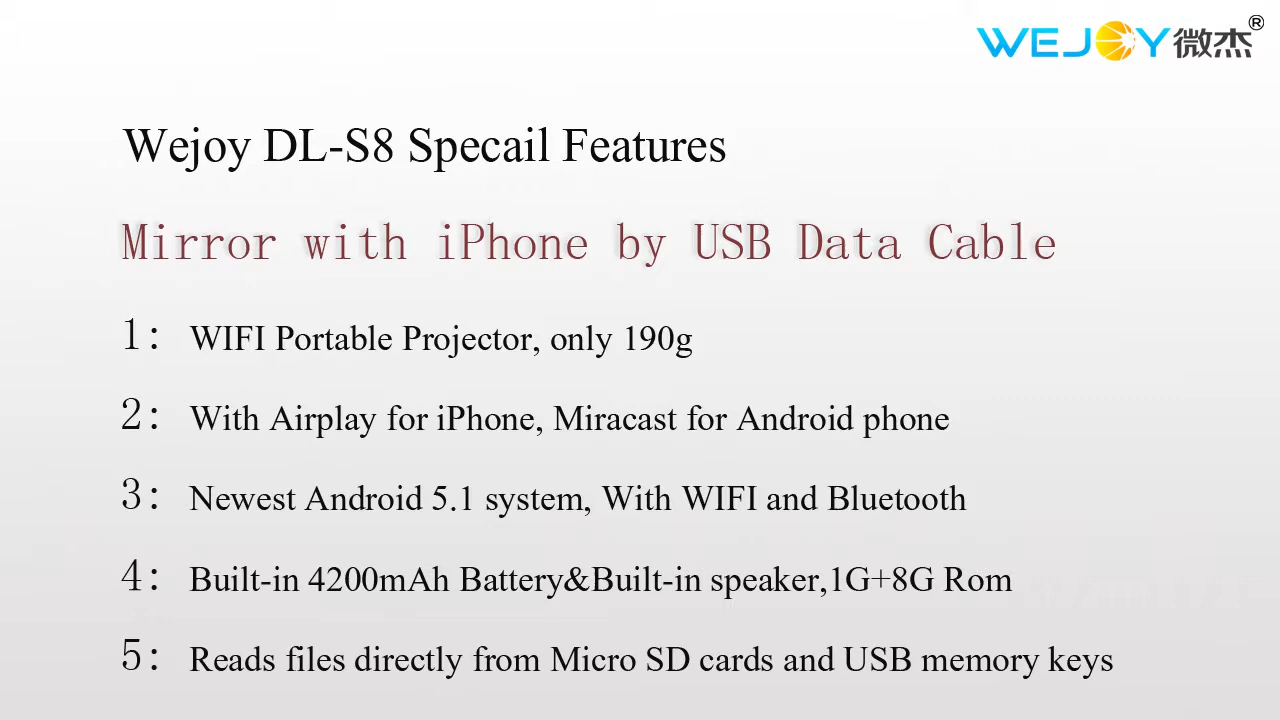 WEJOY微杰®
Wejoy DL-S8 Specail Features
Mirror with iPhone by USB Data Cable
1: WIFI Portable Projector, only 190g
2: With Airplay for iPhone, Miracast for Android phone
3: Newest Android 5.1 system, With WIFI and Bluetooth
4: Built-in 4200mAh Battery&Built-in speaker,1G+8G Rom
5: Reads files directly from Micro SD cards and USB memory keys